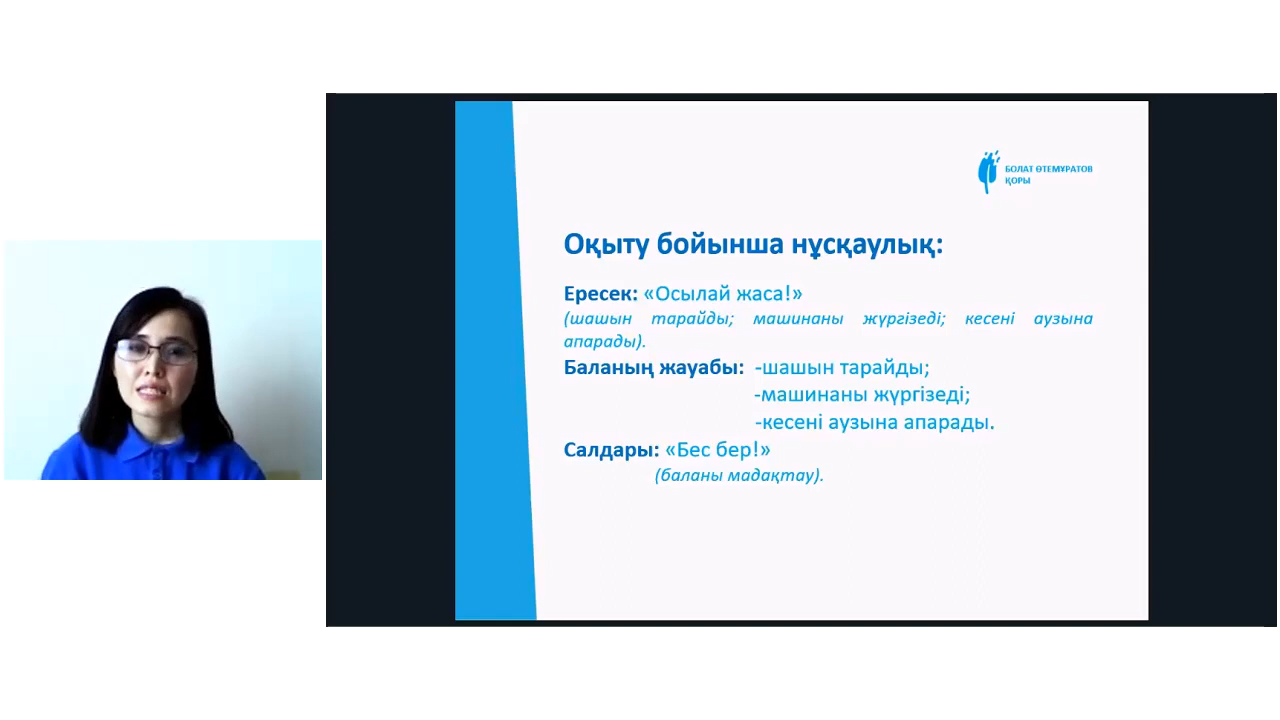 БОЛАТ ӨТЕМҰРАТОВ
ҚОРЫ
Оқыту бойынша нұсқаулық:
Ересек: «Осылай жаса!»
(шашын тарайды; машинаны жүргізеді; кесені аузына
апарады).
Баланың жауабы: -шашын тарайды;
-машинаны жүргізеді;
-кесені аузына апарады.
Салдары: «Бес бер!»
(баланы мадақтау).